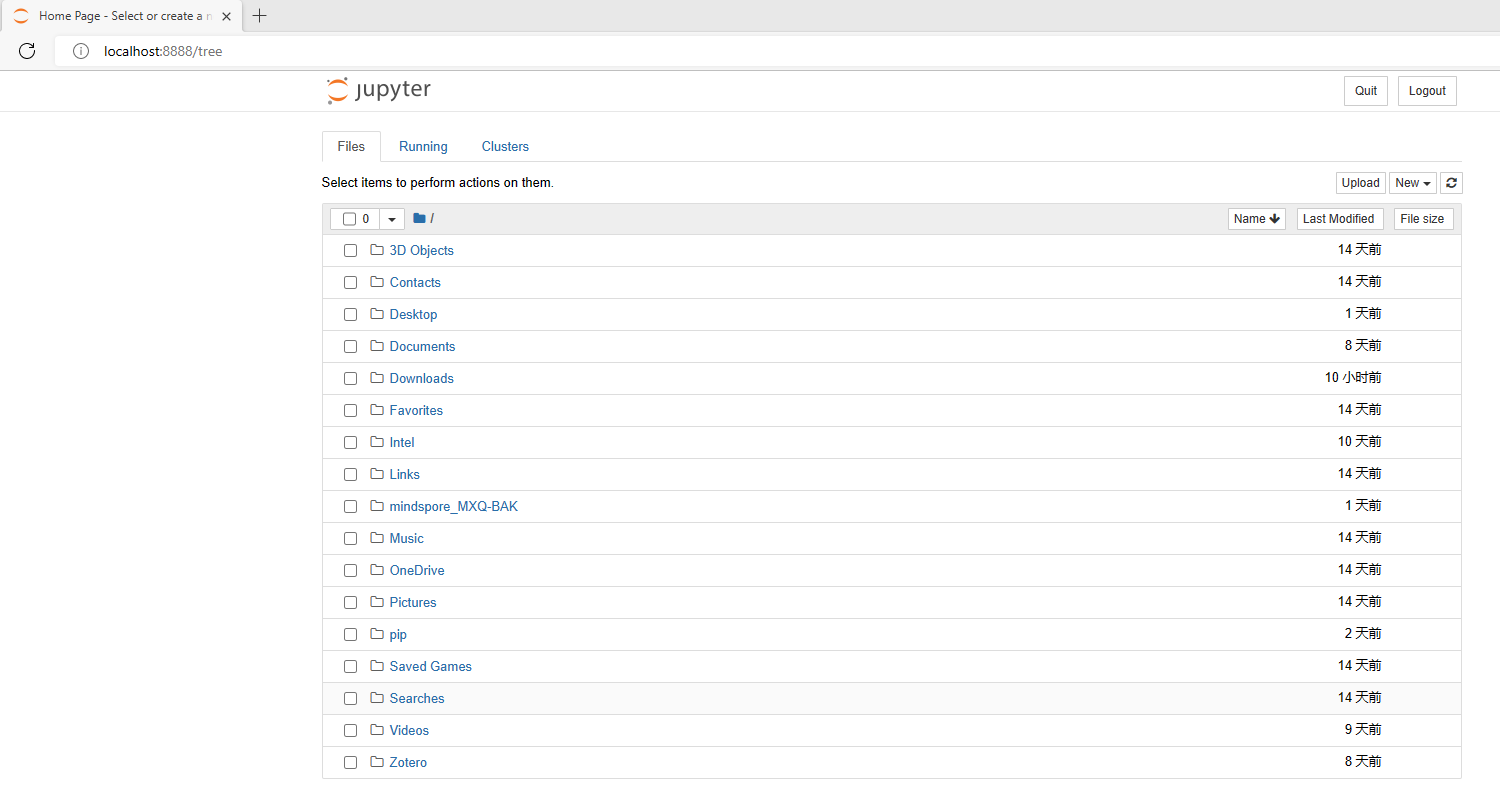 Home Page - Select or create a n
localhost:8888/tree
jupyter
Quit Logout
Files Running Clusters
Select items to perform actions on them.
Upload New
0 / Name Last Modified File size
3D Objects 14 天前
Contacts 14 天前
Desktop 1 天前
Documents 8 天前
Downloads 10 小时前
Favorites 14 天前
Intel 10 天前
Links 14 天前
mindspore_MXQ-BAK 1 天前
Music 14 天前
OneDrive 14 天前
Pictures 14 天前
pip 2 天前
Saved Games 14 天前
Searches 14 天前
Videos 9 天前
Zotero 8 天前